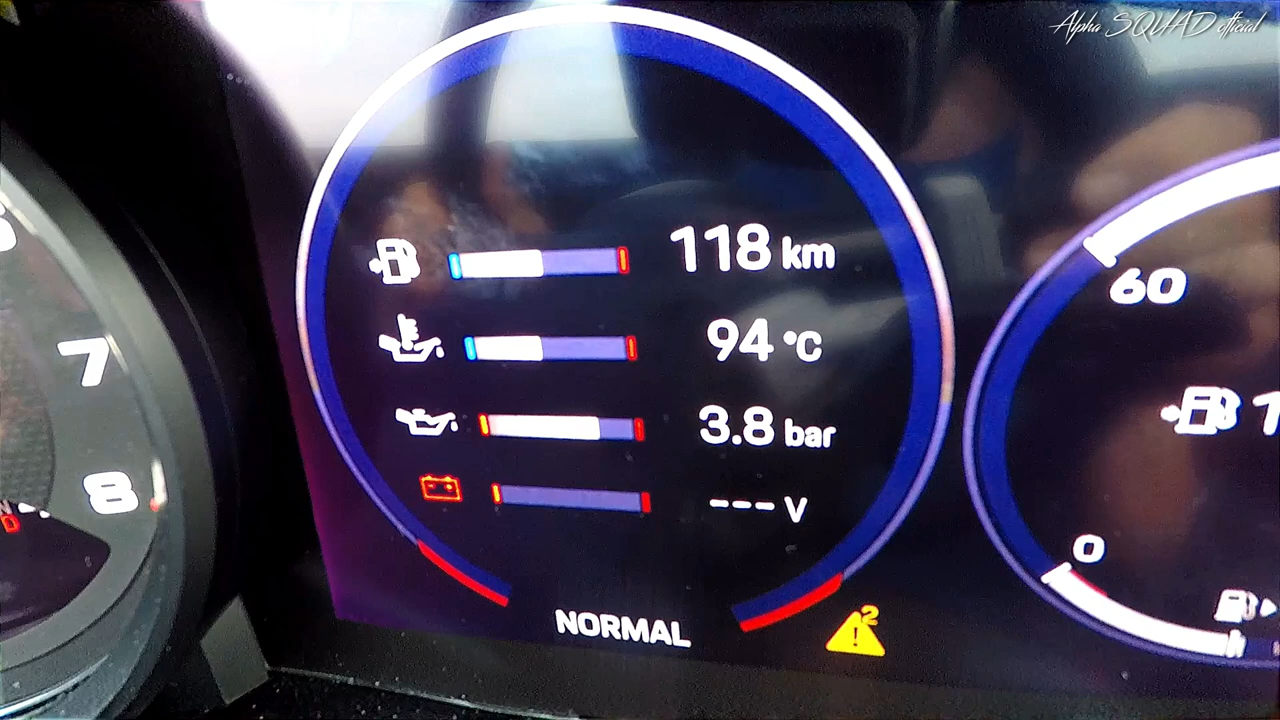 Alpha SQUAD official
118 km
94 °C
3.8 bar
--- V
NORMAL
2
7
8
N
D
60
0